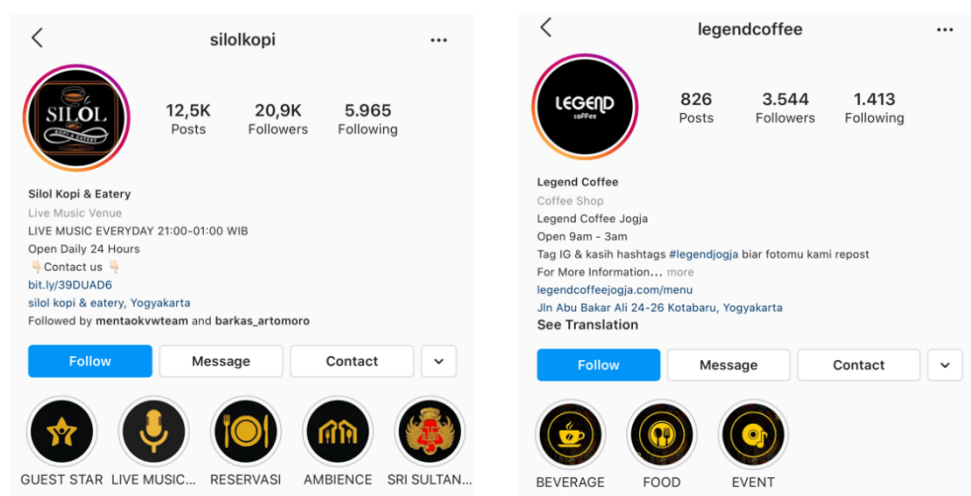 silolkopi
SILOL
KOPI & EATERY
12,5K 20,9K 5.965
Posts Followers Following
Silol Kopi & Eatery
Live Music Venue
LIVE MUSIC EVERYDAY 21:00-01:00 WIB
Open Daily 24 Hours
👇🏻Contact us 👇🏻
bit.ly/39DUAD6
silol kopi & eatery, Yogyakarta
Followed by mentaokvwteam and barkas_artomoro
Follow Message Contact
GUEST STAR LIVE MUSIC... RESERVASI AMBIENCE SRI SULTAN...
legendcoffee
LEGEND
coffee
826 3.544 1.413
Posts Followers Following
Legend Coffee
Coffee Shop
Legend Coffee Jogja
Open 9am - 3am
Tag IG & kasih hashtags #legendjogja biar fotomu kami repost
For More Information... more
legendcoffeejogja.com/menu
Jln Abu Bakar Ali 24-26 Kotabaru, Yogyakarta
See Translation
Follow Message Contact
BEVERAGE FOOD EVENT